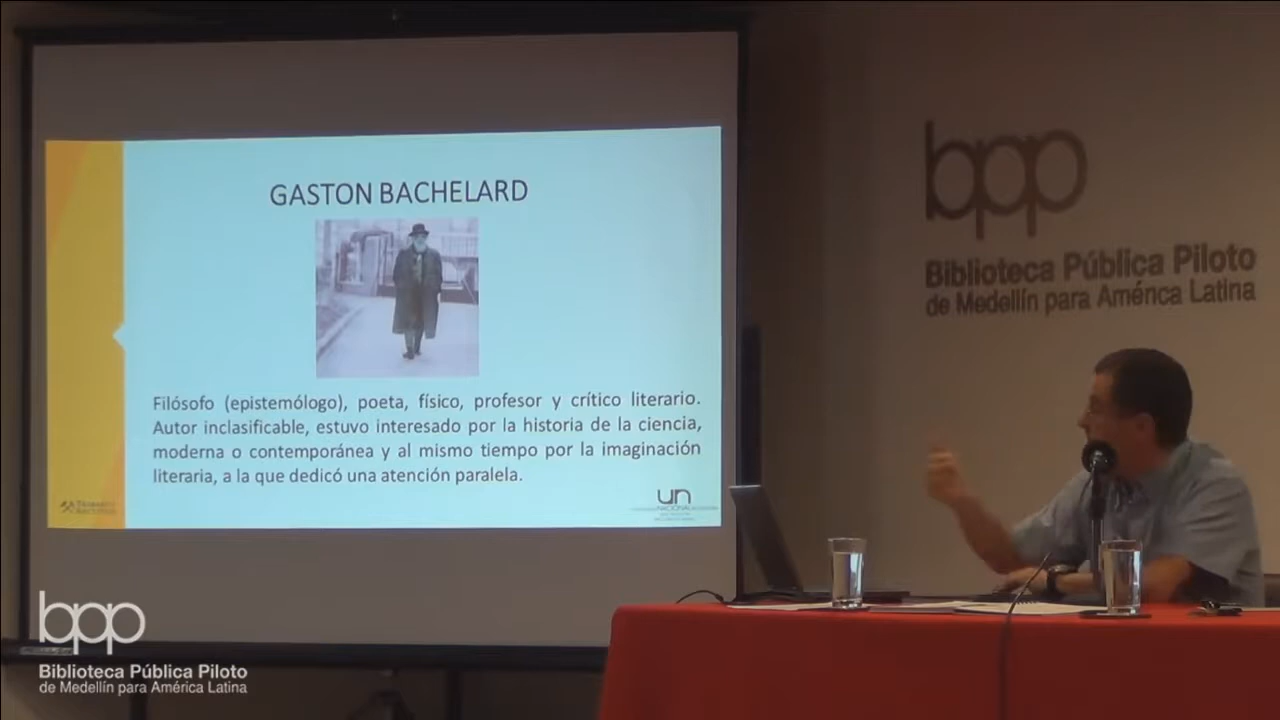 GASTON BACHELARD
Filósofo (epistemólogo), poeta, físico, profesor y crítico literario.
Autor inclasificable, estuvo interesado por la historia de la ciencia,
moderna o contemporánea y al mismo tiempo por la imaginación
literaria, a la que dedicó una atención paralela.
un
NACIONAL
bpp
Biblioteca Pública Piloto
de Medellín para América Latina
bpp
Biblioteca Pública Piloto
de Medellín para América Latina